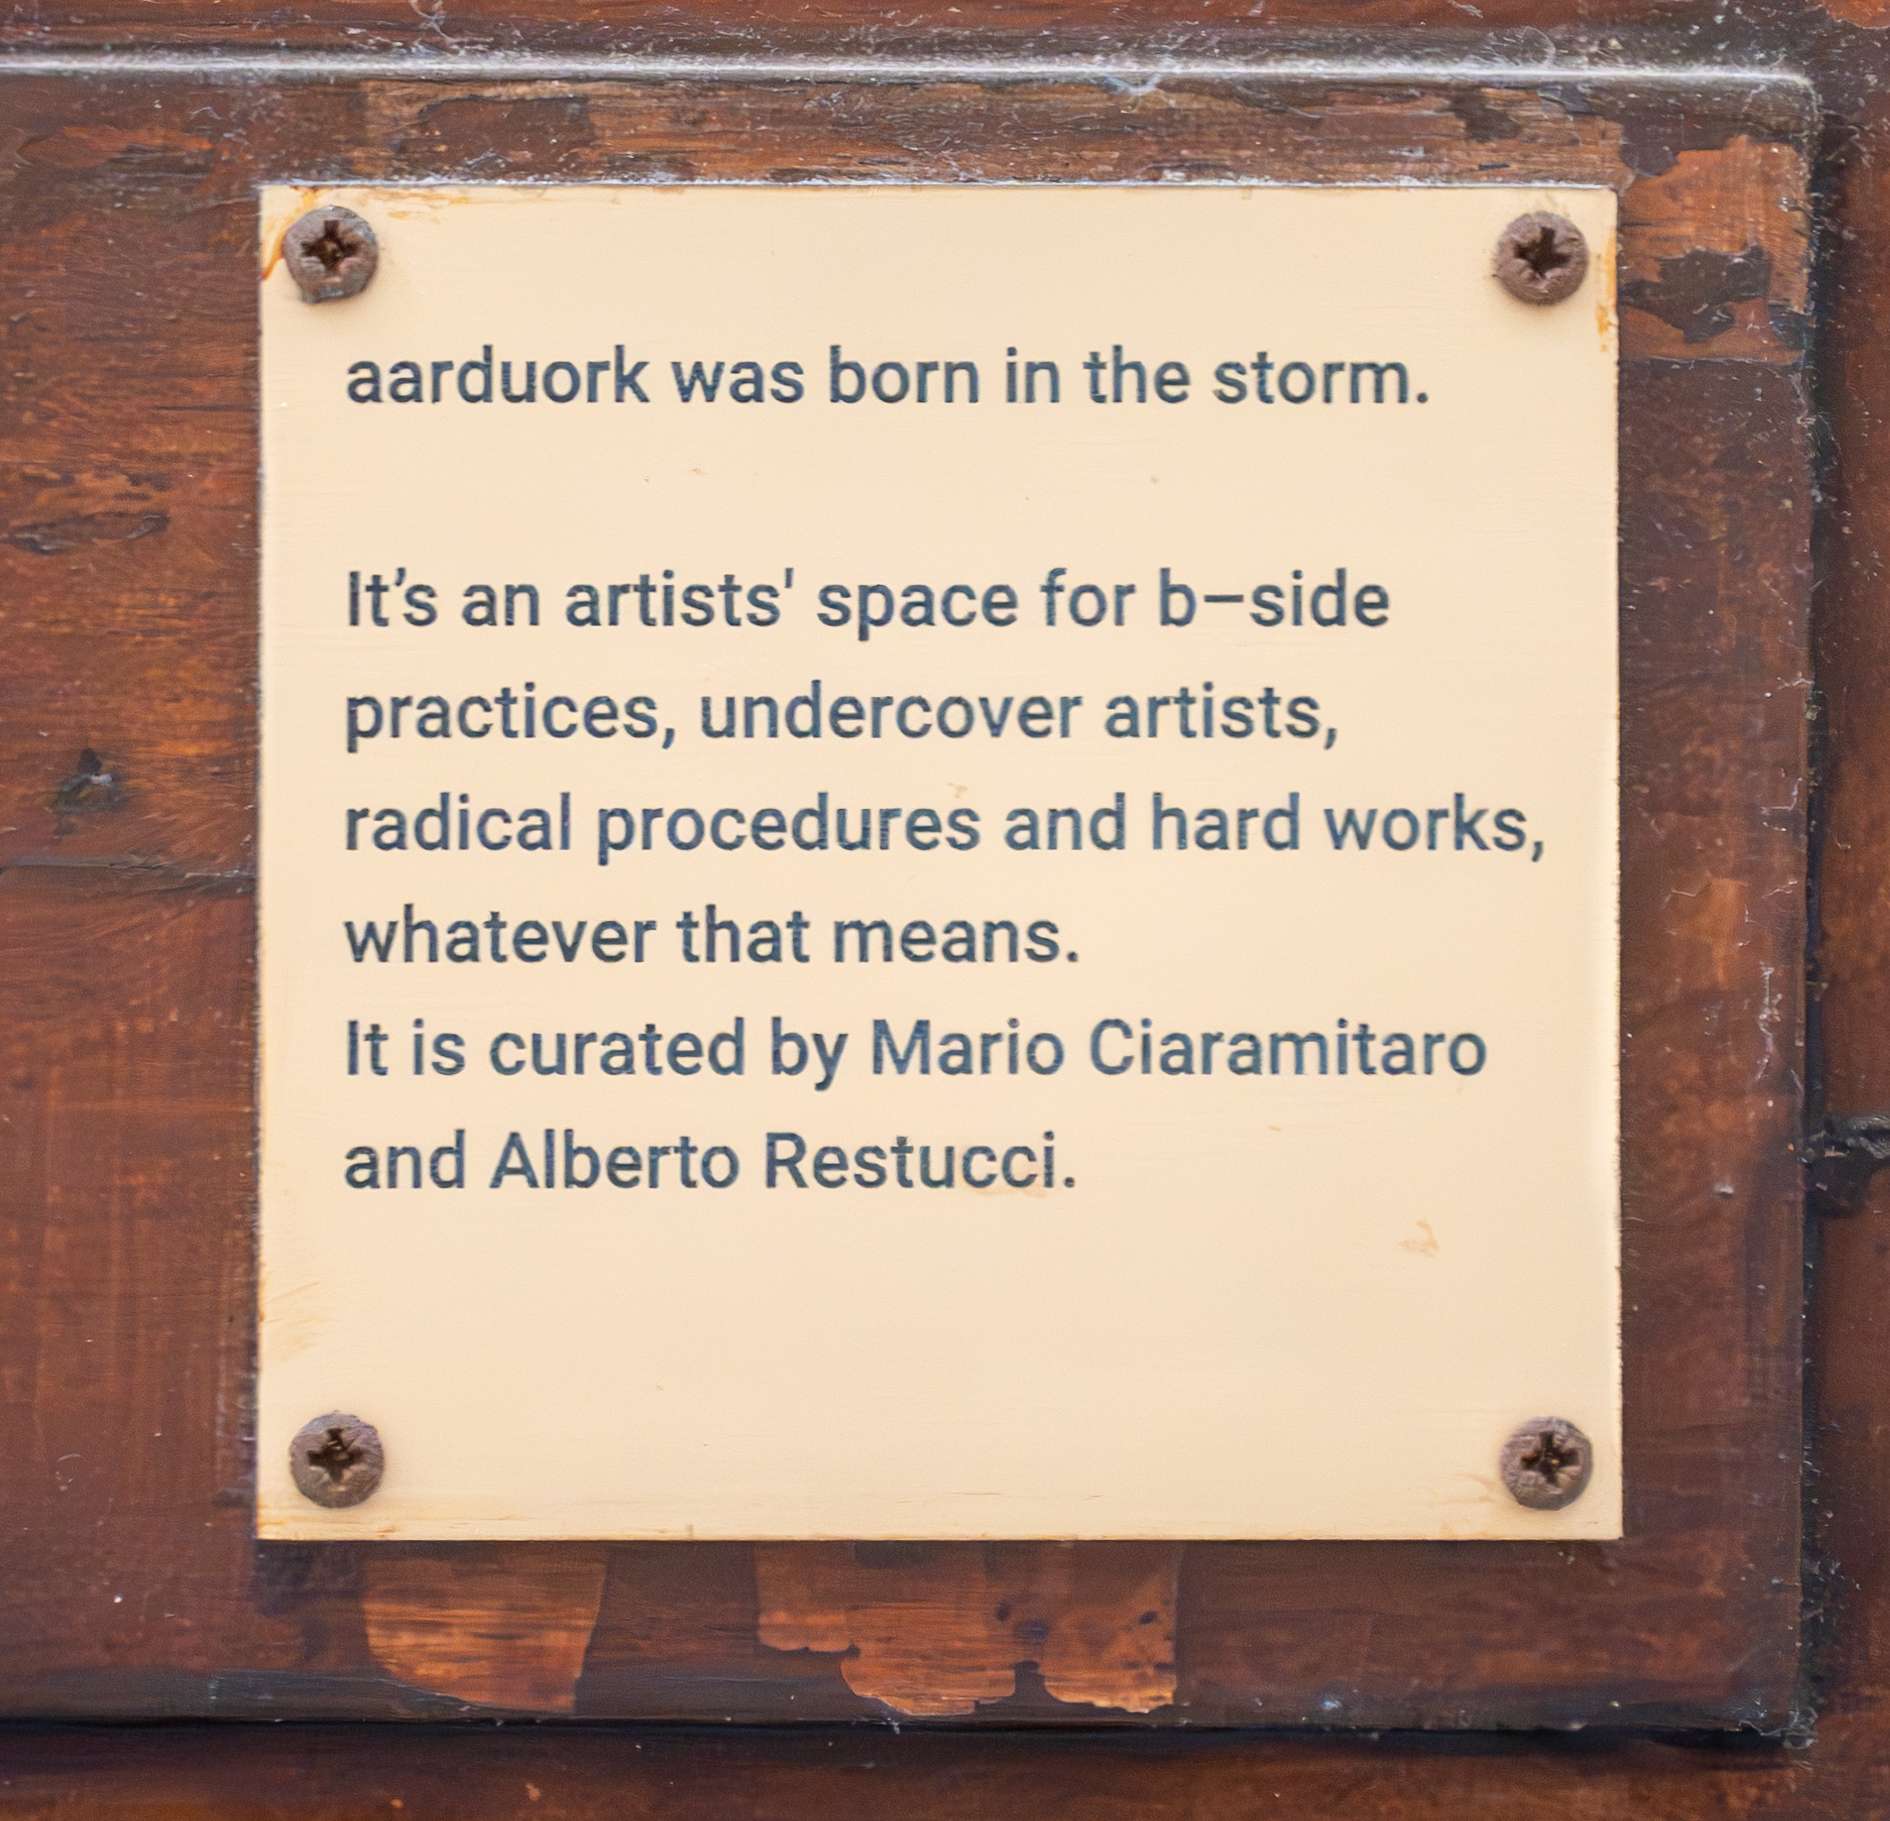 aarduork was born in the storm.
It’s an artists' space for b–side
practices, undercover artists,
radical procedures and hard works,
whatever that means.
It is curated by Mario Ciaramitaro
and Alberto Restucci.